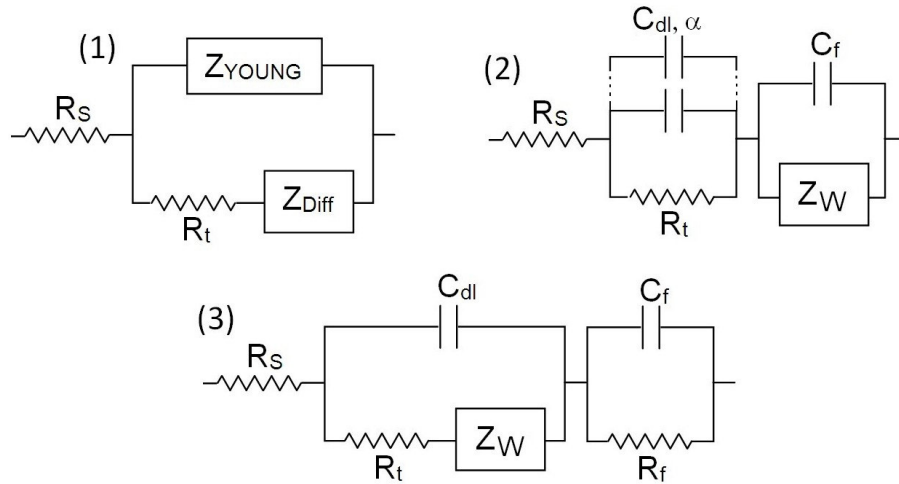 (1)
Z_YOUNG
R_S
R_t
Z_Diff
(2)
C_dl, α
C_f
R_S
R_t
Z_W
(3)
C_dl
C_f
R_S
R_t
Z_W
R_f